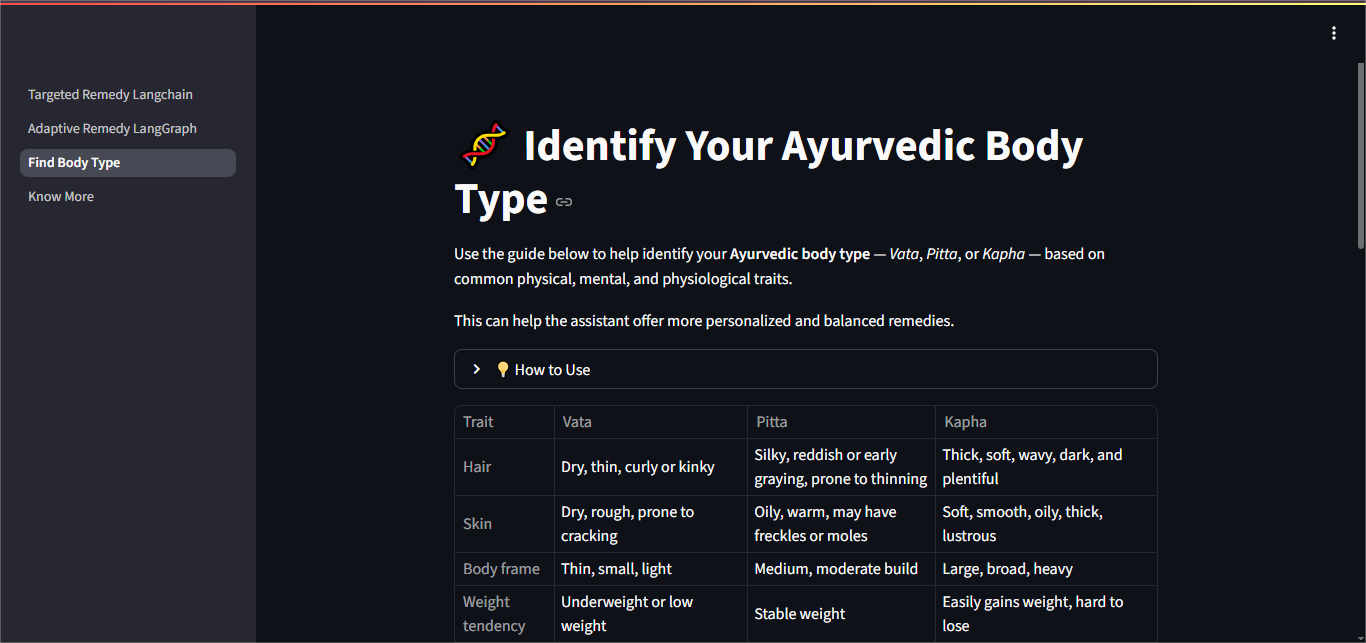 Targeted Remedy Langchain
Adaptive Remedy LangGraph
Find Body Type
Know More
🧬 Identify Your Ayurvedic Body
Type
Use the guide below to help identify your Ayurvedic body type — Vata, Pitta, or Kapha — based on
common physical, mental, and physiological traits.
This can help the assistant offer more personalized and balanced remedies.
💡 How to Use
Trait Vata Pitta Kapha
Hair Dry, thin, curly or kinky Silky, reddish or early graying, prone to thinning Thick, soft, wavy, dark, and plentiful
Skin Dry, rough, prone to cracking Oily, warm, may have freckles or moles Soft, smooth, oily, thick, lustrous
Body frame Thin, small, light Medium, moderate build Large, broad, heavy
Weight tendency Underweight or low weight Stable weight Easily gains weight, hard to lose